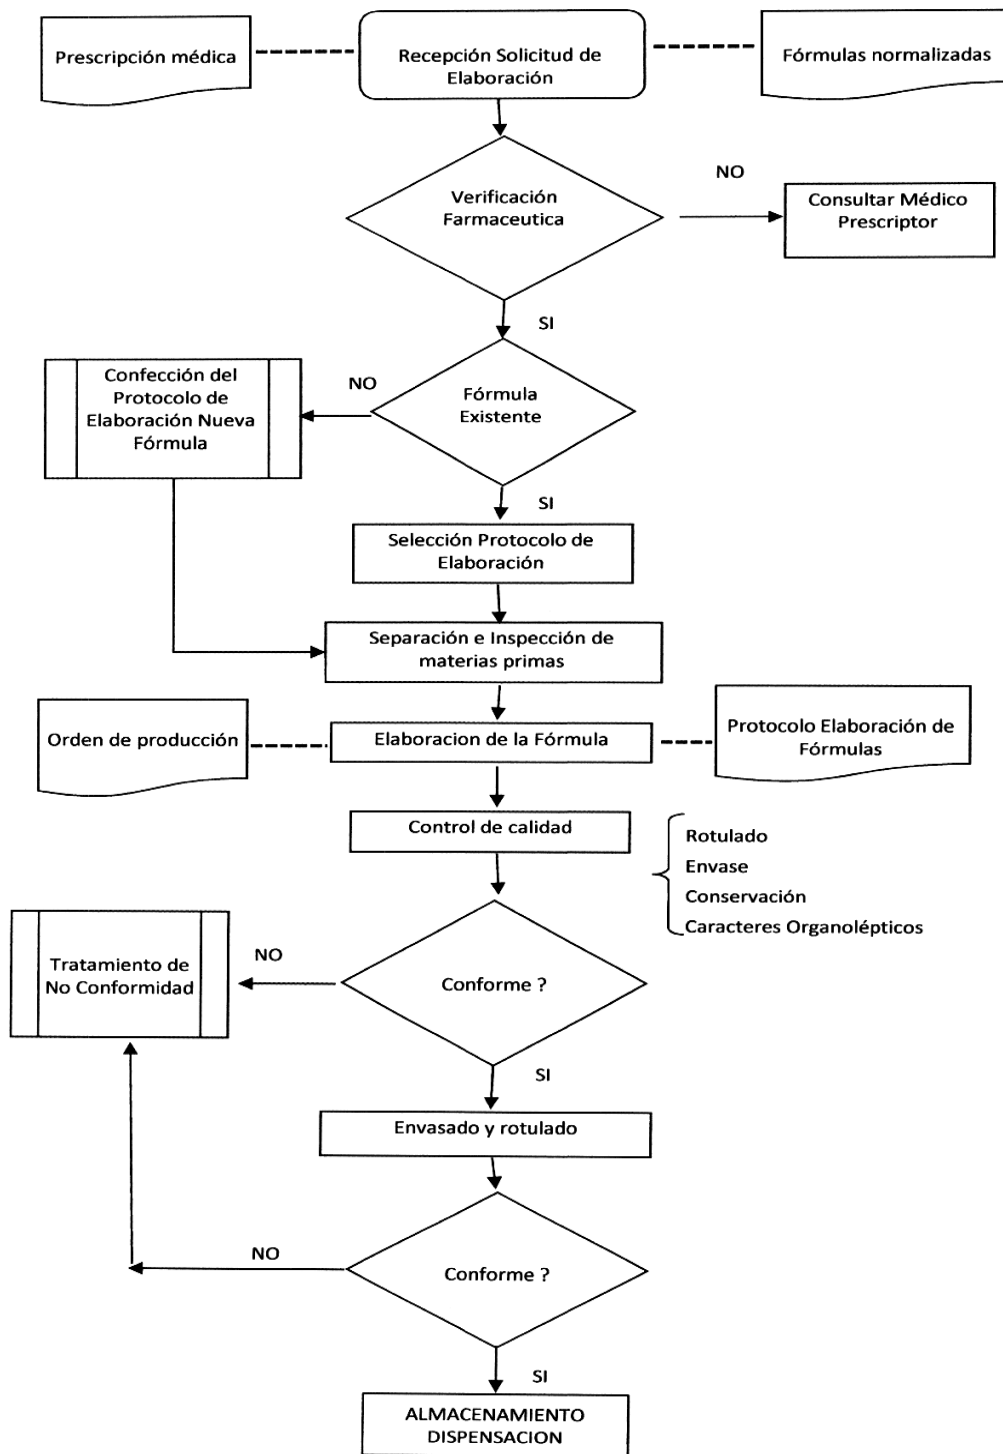 Prescripción médica
Recepción Solicitud de
Elaboración
Fórmulas normalizadas
Verificación
Farmaceutica
NO
Consultar Médico
Prescriptor
SI
Confección del
Protocolo de
Elaboración Nueva
Fórmula
NO
Fórmula
Existente
SI
Selección Protocolo de
Elaboración
Separación e Inspección de
materias primas
Orden de producción
Elaboracion de la Fórmula
Protocolo Elaboración de
Fórmulas
Control de calidad
Rotulado
Envase
Conservación
Caracteres Organolépticos
Tratamiento de
No Conformidad
NO
Conforme ?
SI
Envasado y rotulado
NO
Conforme ?
SI
ALMACENAMIENTO
DISPENSACION